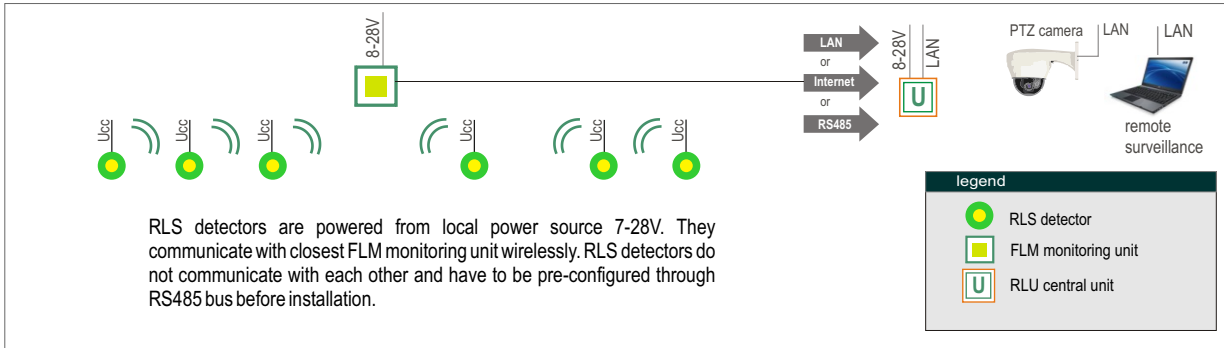 8-28V
LAN
or
Internet
or
RS485
8-28V
LAN
U
PTZ camera
LAN
LAN
remote
surveillance
Ucc
Ucc
Ucc
Ucc
Ucc
Ucc
RLS detectors are powered from local power source 7-28V. They
communicate with closest FLM monitoring unit wirelessly. RLS detectors do
not communicate with each other and have to be pre-configured through
RS485 bus before installation.
legend
RLS detector
FLM monitoring unit
U
RLU central unit